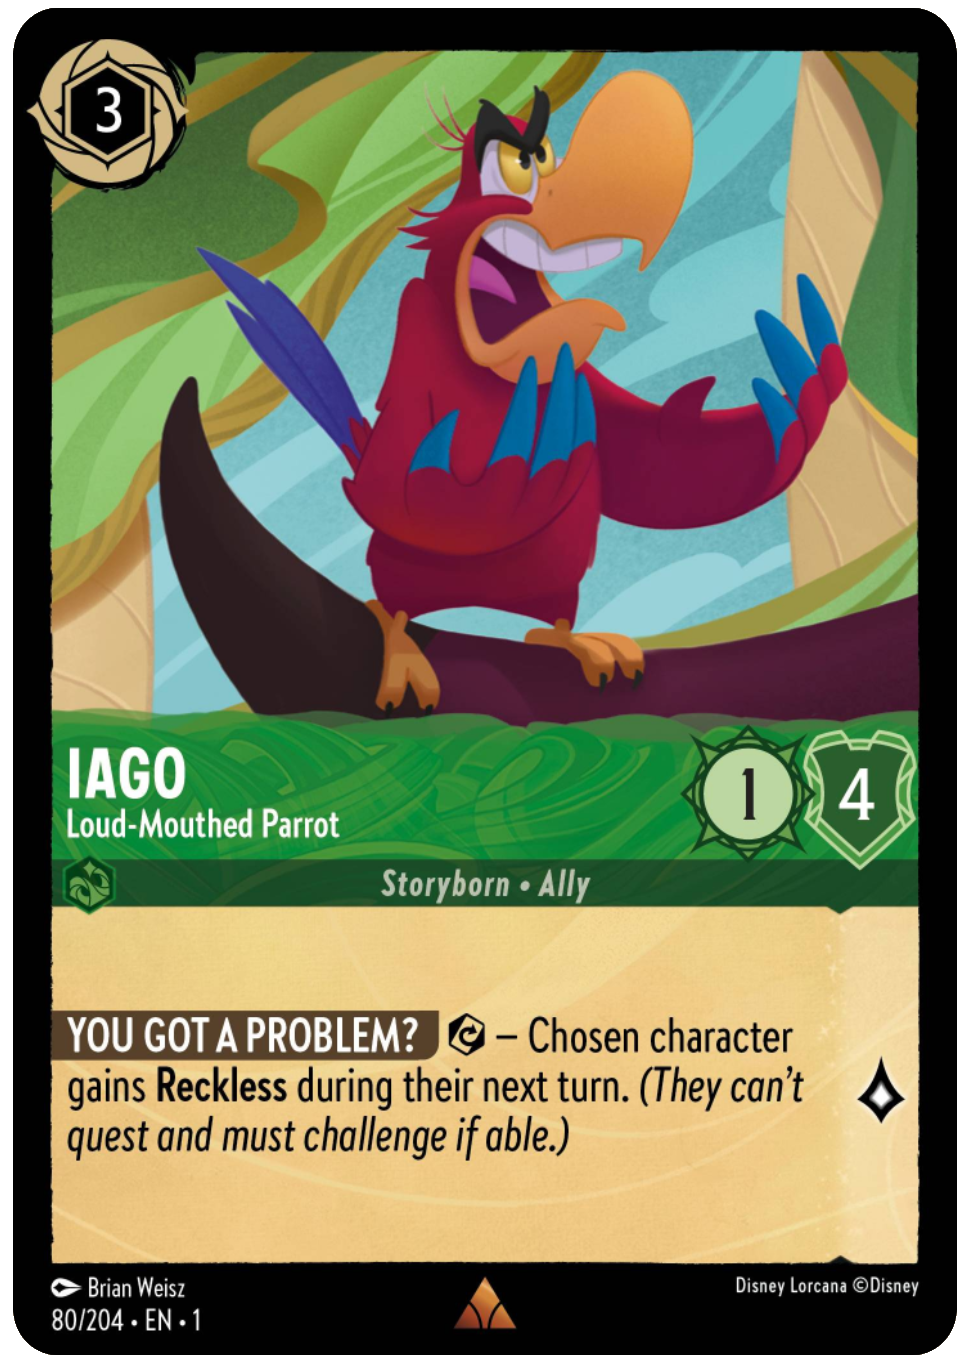 3
IAGO
Loud-Mouthed Parrot
1
4
Storyborn • Ally
YOU GOT A PROBLEM? – Chosen character
gains Reckless during their next turn. (They can't
quest and must challenge if able.)
Brian Weisz
Disney Lorcana ©Disney
80/204 • EN • 1